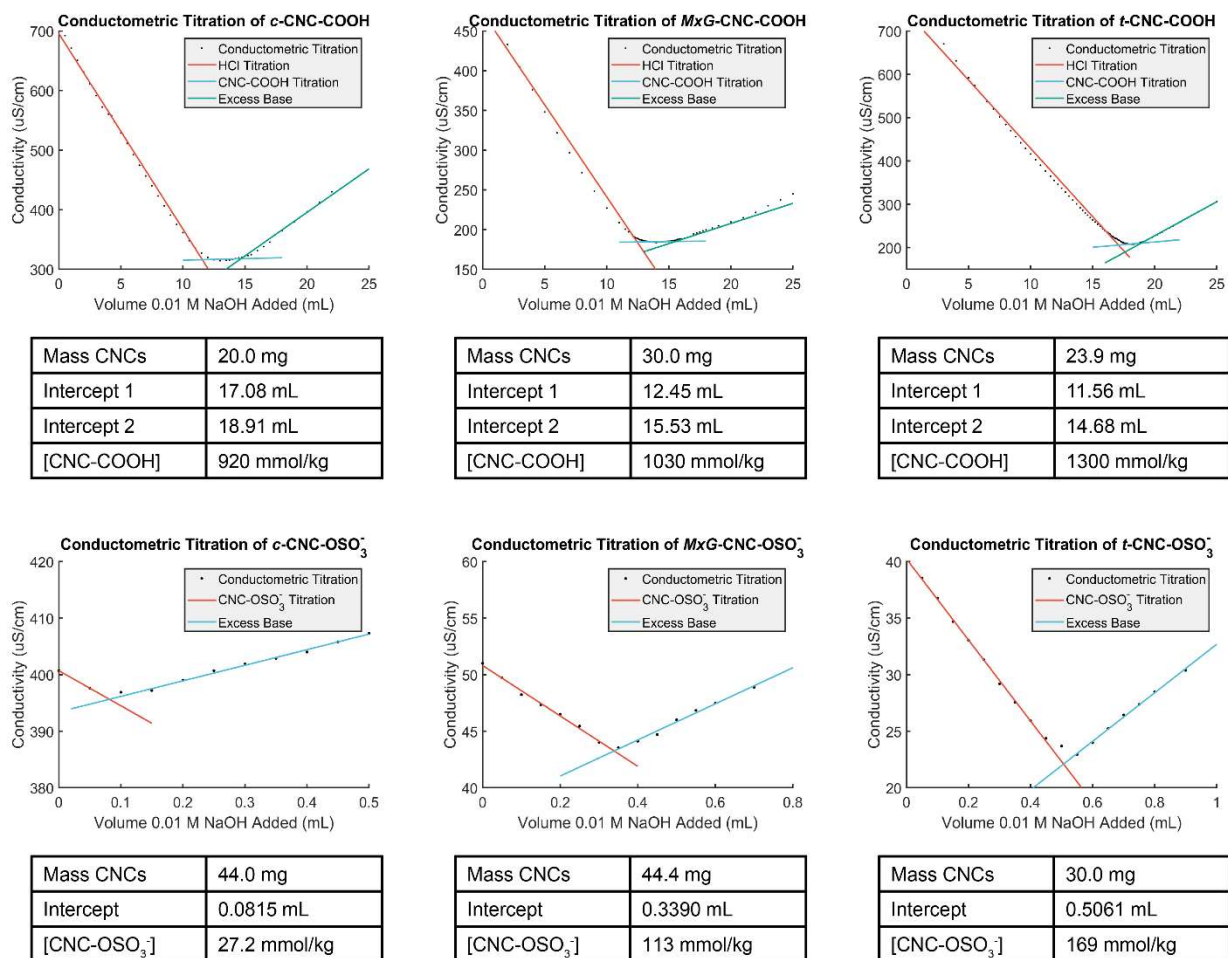 Conductometric Titration of c-CNC-COOH
Conductometric Titration
HCl Titration
CNC-COOH Titration
Excess Base
Conductivity (uS/cm)
700
600
500
400
300
0 5 10 15 20 25
Volume 0.01 M NaOH Added (mL)
Mass CNCs 20.0 mg
Intercept 1 17.08 mL
Intercept 2 18.91 mL
[CNC-COOH] 920 mmol/kg
Conductometric Titration of MxG-CNC-COOH
Conductometric Titration
HCl Titration
CNC-COOH Titration
Excess Base
Conductivity (uS/cm)
450
400
350
300
250
200
150
0 5 10 15 20 25
Volume 0.01 M NaOH Added (mL)
Mass CNCs 30.0 mg
Intercept 1 12.45 mL
Intercept 2 15.53 mL
[CNC-COOH] 1030 mmol/kg
Conductometric Titration of t-CNC-COOH
Conductometric Titration
HCl Titration
CNC-COOH Titration
Excess Base
Conductivity (uS/cm)
700
600
500
400
300
200
100
0 5 10 15 20 25
Volume 0.01 M NaOH Added (mL)
Mass CNCs 23.9 mg
Intercept 1 11.56 mL
Intercept 2 14.68 mL
[CNC-COOH] 1300 mmol/kg
Conductometric Titration of c-CNC-OSO₃⁻
Conductometric Titration
CNC-OSO₃⁻ Titration
Excess Base
Conductivity (uS/cm)
420
410
400
390
380
0 0.1 0.2 0.3 0.4 0.5
Volume 0.01 M NaOH Added (mL)
Mass CNCs 44.0 mg
Intercept 0.0815 mL
[CNC-OSO₃⁻] 27.2 mmol/kg
Conductometric Titration of MxG-CNC-OSO₃⁻
Conductometric Titration
CNC-OSO₃⁻ Titration
Excess Base
Conductivity (uS/cm)
60
55
50
45
40
0 0.2 0.4 0.6 0.8
Volume 0.01 M NaOH Added (mL)
Mass CNCs 44.4 mg
Intercept 0.3390 mL
[CNC-OSO₃⁻] 113 mmol/kg
Conductometric Titration of t-CNC-OSO₃⁻
Conductometric Titration
CNC-OSO₃⁻ Titration
Excess Base
Conductivity (uS/cm)
40
35
30
25
20
0 0.2 0.4 0.6 0.8 1
Volume 0.01 M NaOH Added (mL)
Mass CNCs 30.0 mg
Intercept 0.5061 mL
[CNC-OSO₃⁻] 169 mmol/kg